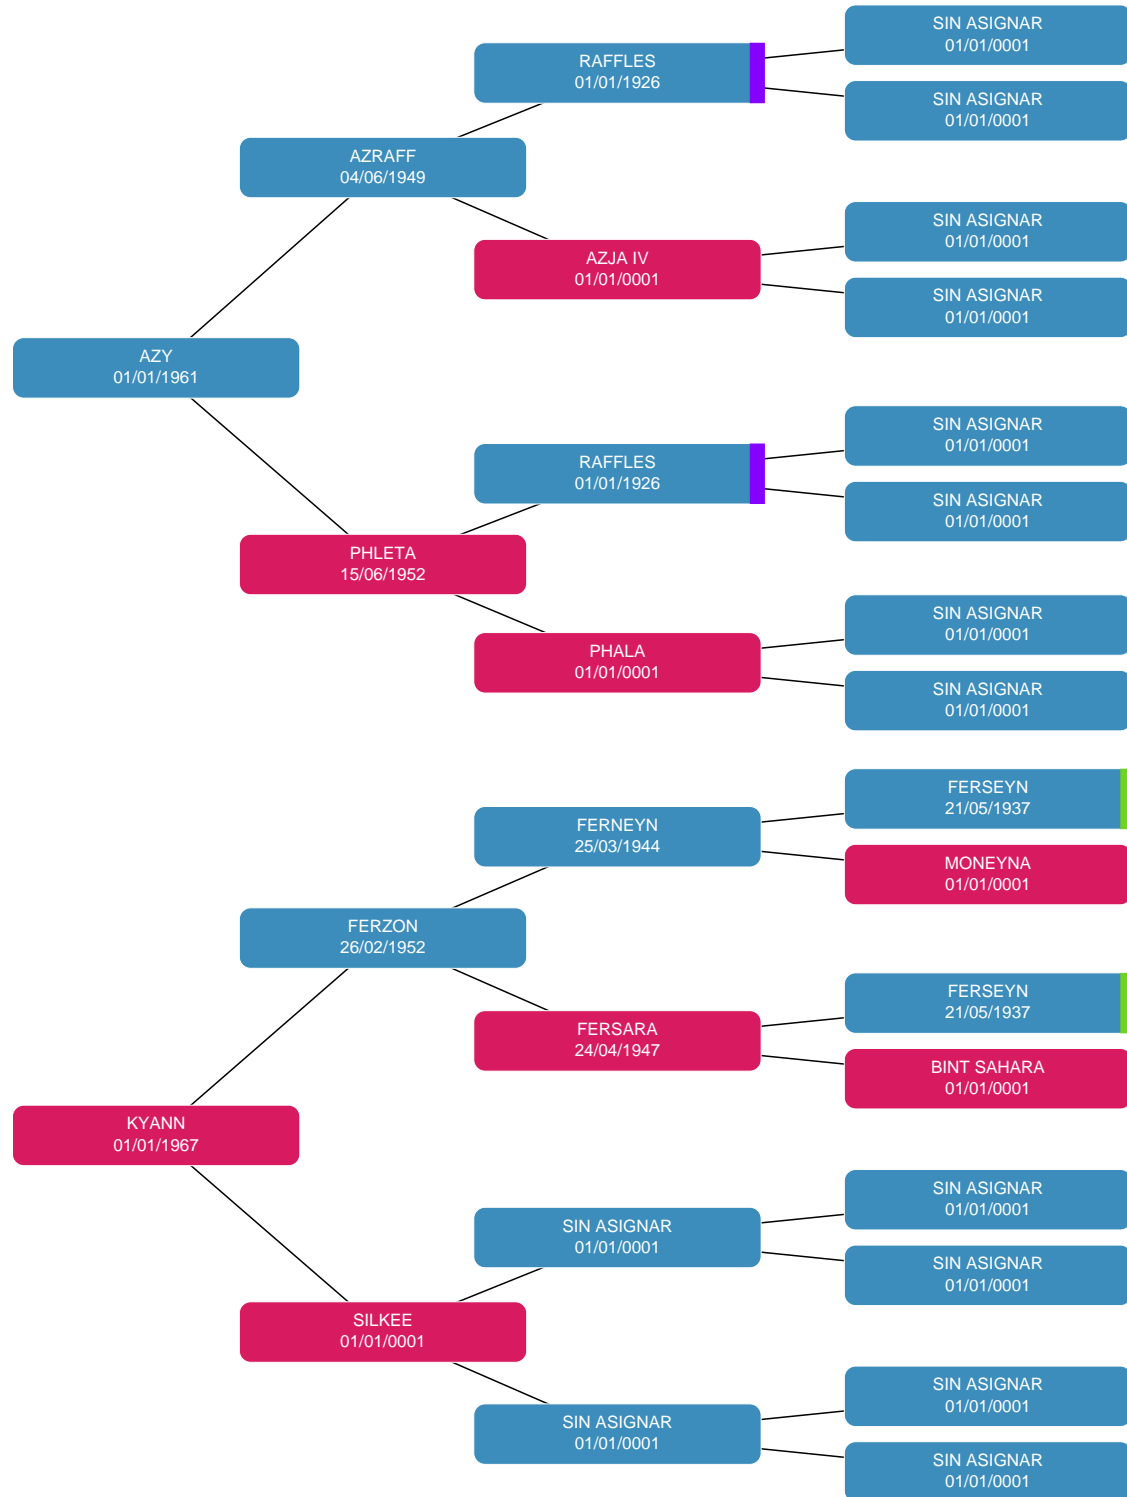 SIN ASIGNAR
01/01/0001
RAFFLES
01/01/1926
SIN ASIGNAR
01/01/0001
AZRAFF
04/06/1949
SIN ASIGNAR
01/01/0001
AZJA IV
01/01/0001
SIN ASIGNAR
01/01/0001
AZY
01/01/1961
SIN ASIGNAR
01/01/0001
RAFFLES
01/01/1926
SIN ASIGNAR
01/01/0001
PHLETA
15/06/1952
SIN ASIGNAR
01/01/0001
PHALA
01/01/0001
SIN ASIGNAR
01/01/0001
FERSEYN
21/05/1937
FERNEYN
25/03/1944
MONEYNA
01/01/0001
FERZON
26/02/1952
FERSEYN
21/05/1937
FERSARA
24/04/1947
BINT SAHARA
01/01/0001
KYANN
01/01/1967
SIN ASIGNAR
01/01/0001
SIN ASIGNAR
01/01/0001
SIN ASIGNAR
01/01/0001
SILKEE
01/01/0001
SIN ASIGNAR
01/01/0001
SIN ASIGNAR
01/01/0001
SIN ASIGNAR
01/01/0001